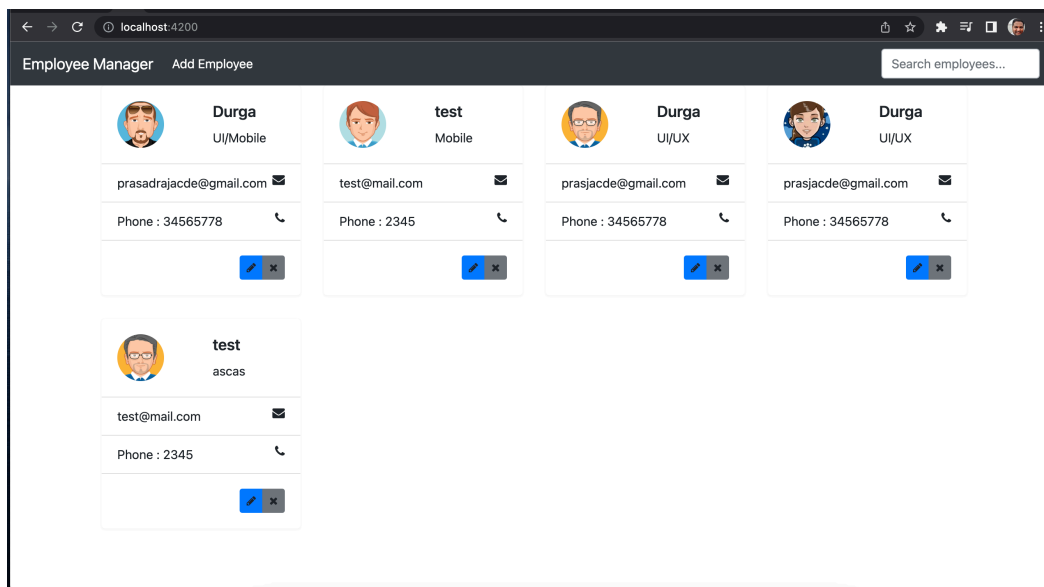 localhost:4200
Employee Manager Add Employee Search employees...
Durga
UI/Mobile
prasadrajacde@gmail.com
Phone : 34565778
test
Mobile
test@mail.com
Phone : 2345
Durga
UI/UX
prasjacde@gmail.com
Phone : 34565778
Durga
UI/UX
prasjacde@gmail.com
Phone : 34565778
test
ascas
test@mail.com
Phone : 2345